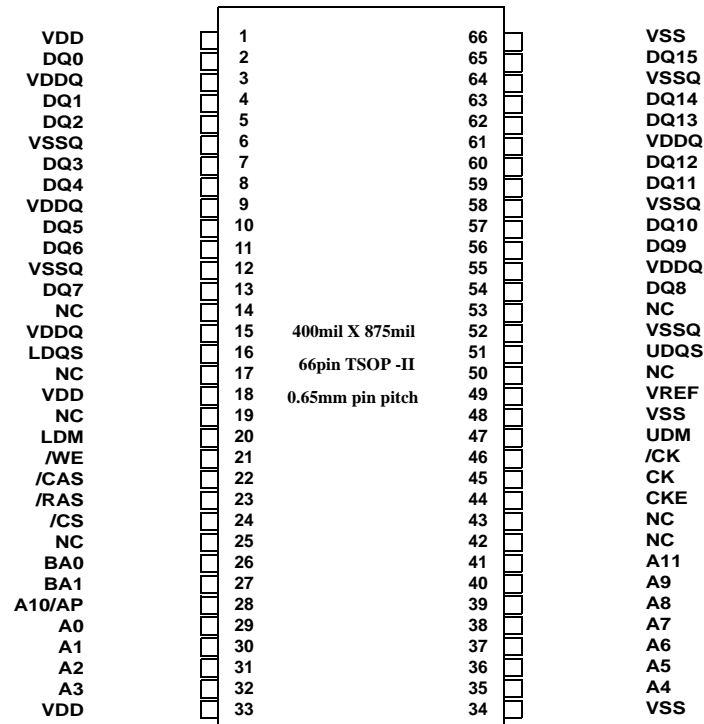 VDD 1 66 VSS
DQ0 2 65 DQ15
VDDQ 3 64 VSSQ
DQ1 4 63 DQ14
DQ2 5 62 DQ13
VSSQ 6 61 VDDQ
DQ3 7 60 DQ12
DQ4 8 59 DQ11
VDDQ 9 58 VSSQ
DQ5 10 57 DQ10
DQ6 11 56 DQ9
VSSQ 12 55 VDDQ
DQ7 13 54 DQ8
NC 14 53 NC
VDDQ 15 400mil X 875mil 52 VSSQ
LDQS 16 51 UDQS
66pin TSOP -II
NC 17 50 NC
VDD 18 0.65mm pin pitch 49 VREF
NC 19 48 VSS
LDM 20 47 UDM
/WE 21 46 /CK
/CAS 22 45 CK
/RAS 23 44 CKE
/CS 24 43 NC
NC 25 42 NC
BA0 26 41 A11
BA1 27 40 A9
A10/AP 28 39 A8
A0 29 38 A7
A1 30 37 A6
A2 31 36 A5
A3 32 35 A4
VDD 33 34 VSS